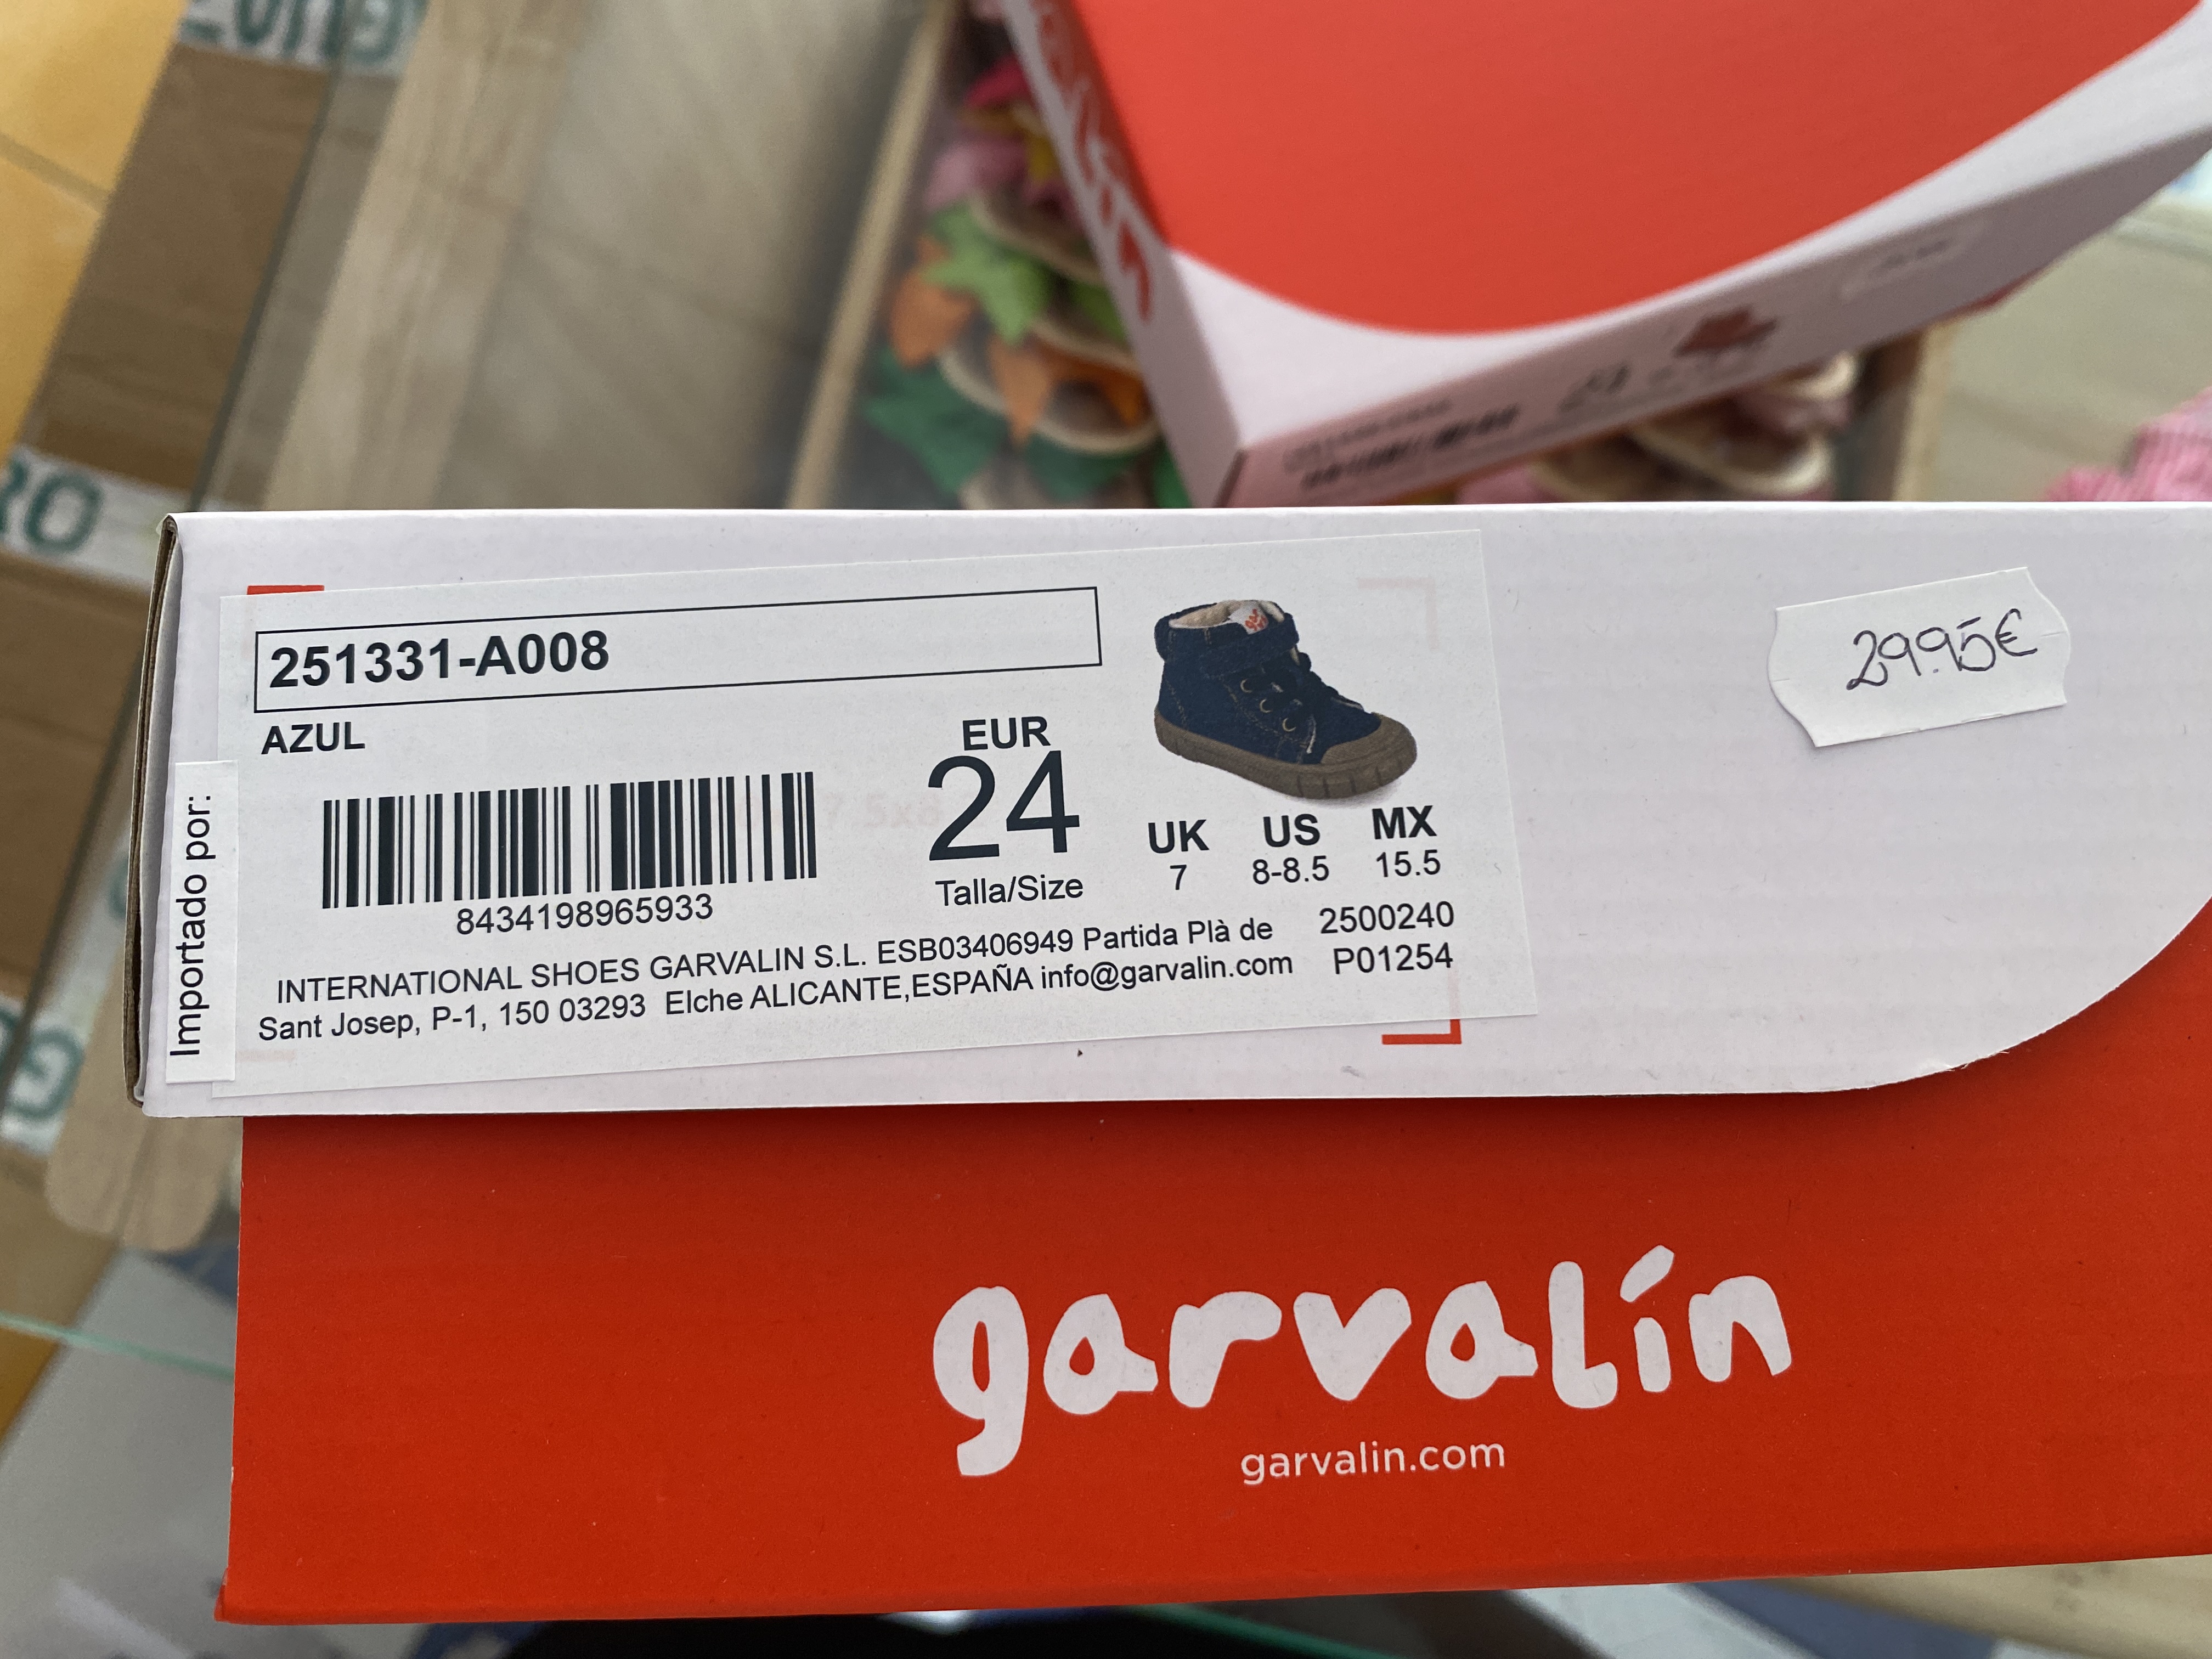 251331-A008
AZUL
EUR
24
Talla/Size
UK US MX
7 8-8.5 15.5
8434198965933
Importado por:
INTERNATIONAL SHOES GARVALIN S.L. ESB03406949 Partida Plà de
Sant Josep, P-1, 150 03293 Elche ALICANTE,ESPAÑA info@garvalin.com
2500240
P01254
29.95€
garvalín
garvalin.com